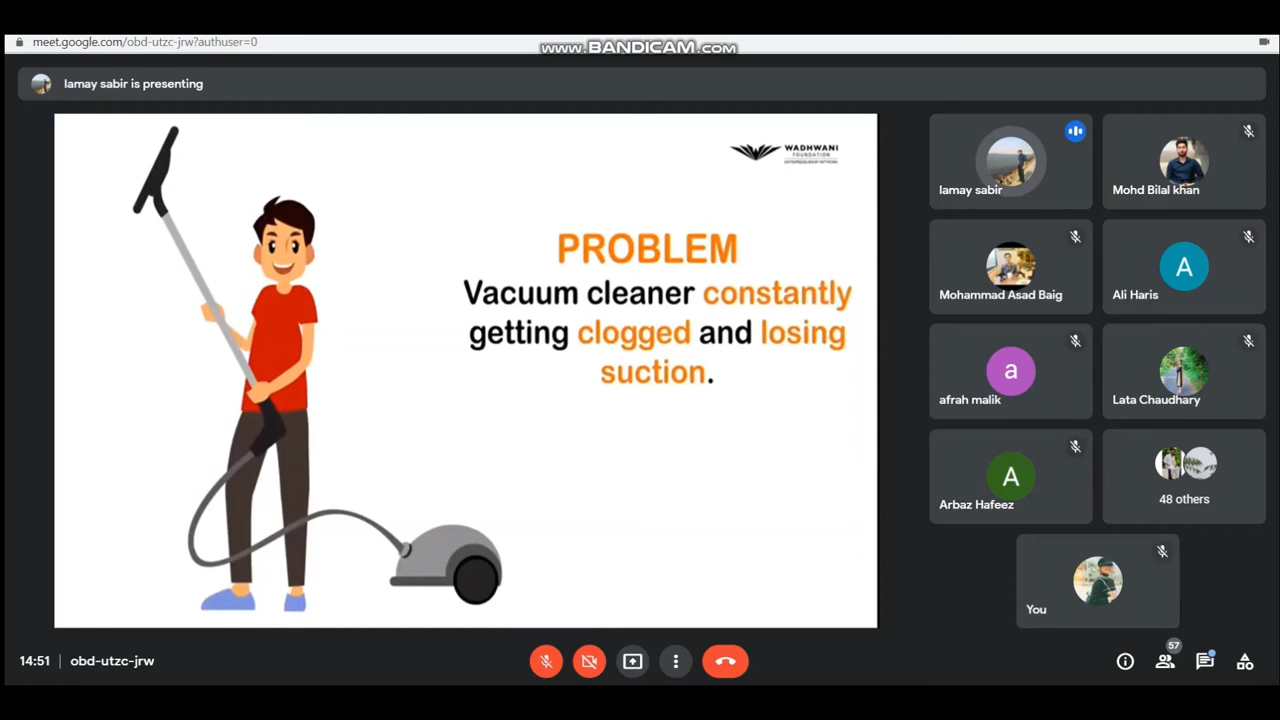 meet.google.com/obd-utzc-jrw?authuser=0
www.BANDICAM.com
lamay sabir is presenting
WADHWANI
FOUNDATION
ENTREPRENEURSHIP NETWORK
PROBLEM
Vacuum cleaner constantly
getting clogged and losing
suction.
lamay sabir
Mohd Bilal khan
Mohammad Asad Baig
A
Ali Haris
a
afrah malik
Lata Chaudhary
A
Arbaz Hafeez
48 others
You
14:51 | obd-utzc-jrw
57